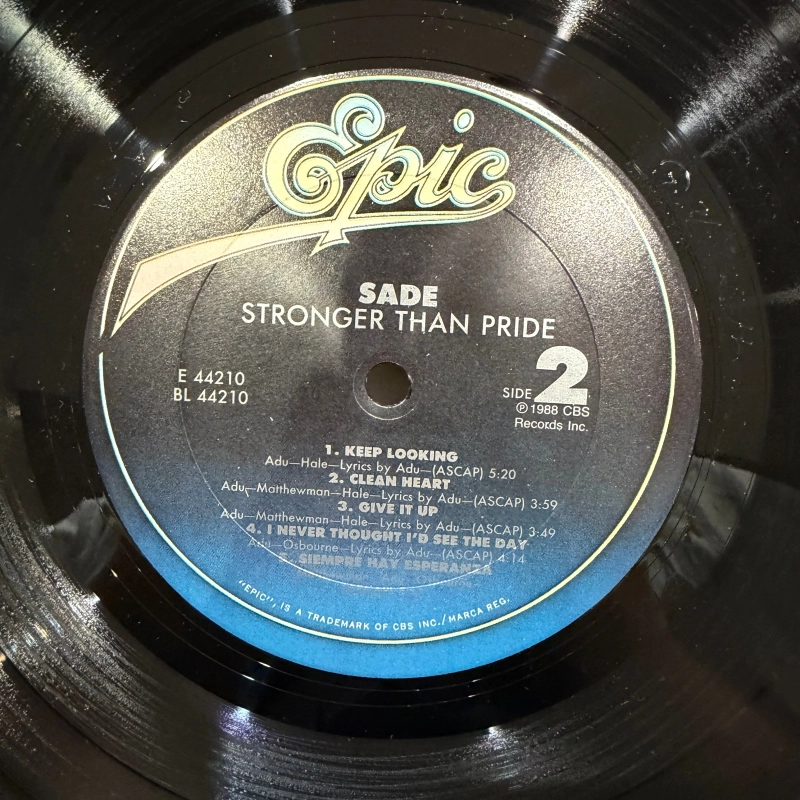 Epic
SADE
STRONGER THAN PRIDE
E 44210
BL 44210
SIDE 2
℗ 1988 CBS
Records Inc.
1. KEEP LOOKING
Adu—Hale—Lyrics by Adu—(ASCAP) 5:20
2. CLEAN HEART
Adu—Matthewman—Hale—Lyrics by Adu—(ASCAP) 3:59
3. GIVE IT UP
Adu—Matthewman—Hale—Lyrics by Adu—(ASCAP) 3:49
4. I NEVER THOUGHT I'D SEE THE DAY
Adu—Osbourne—Lyrics by Adu—(ASCAP) 4:14
5. SIEMPRE HAY ESPERANZA
"EPIC", IS A TRADEMARK OF CBS INC./MARCA REG.